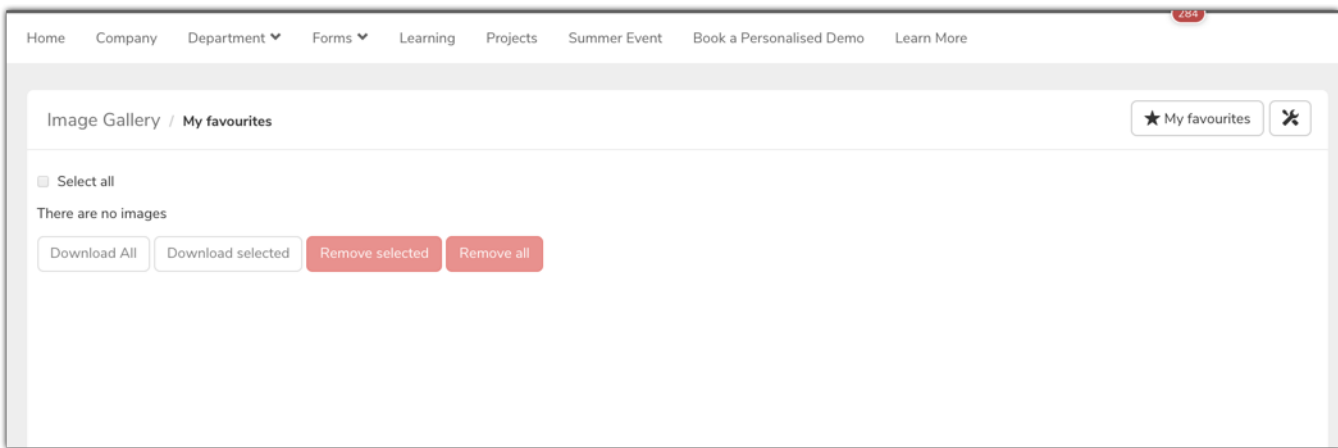 284
Home Company Department Forms Learning Projects Summer Event Book a Personalised Demo Learn More
Image Gallery / My favourites
My favourites
Select all
There are no images
Download All Download selected Remove selected Remove all